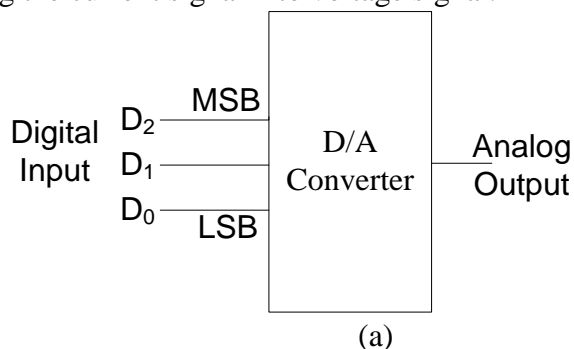 MSB
Digital Input
D2
D1
D0
LSB
D/A Converter
Analog Output
(a)